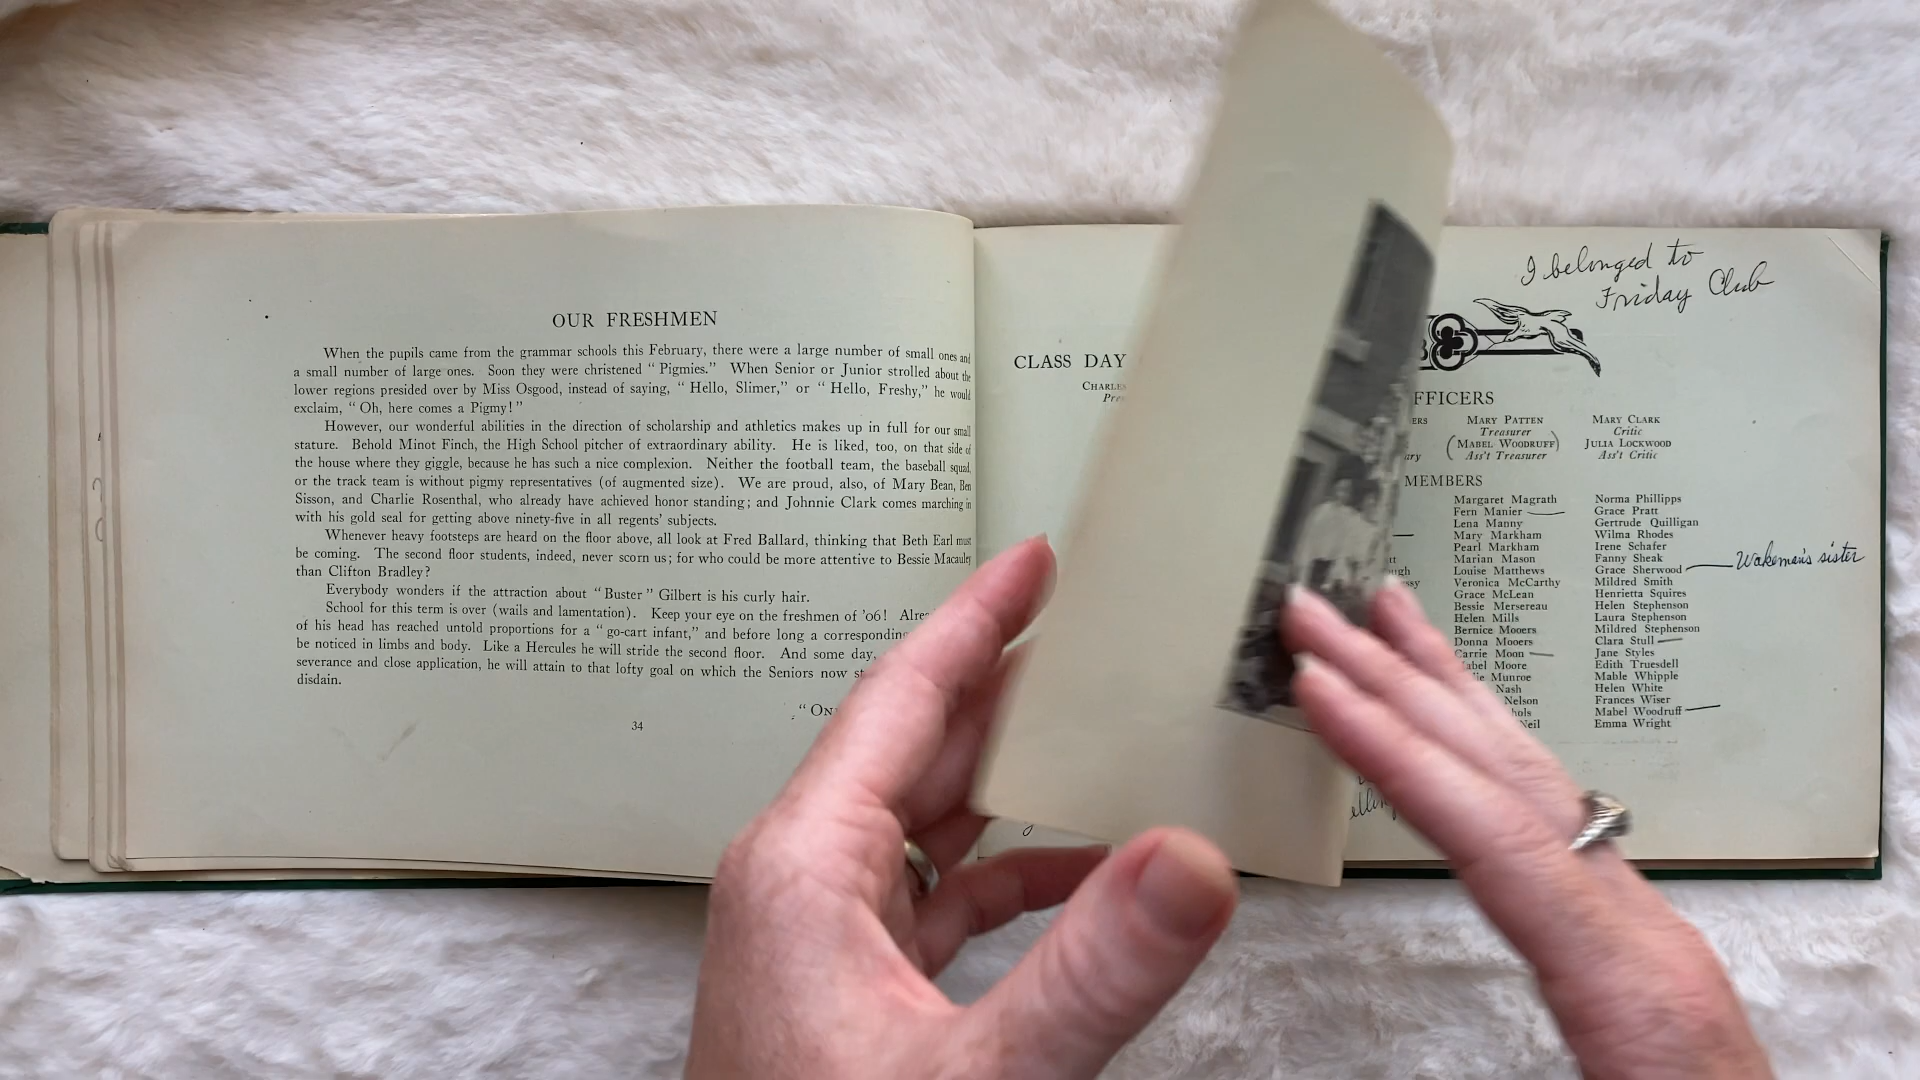 OUR FRESHMEN
When the pupils came from the grammar schools this February, there were a large number of small ones and
a small number of large ones. Soon they were christened "Pigmies." When Senior or Junior strolled about the
lower regions presided over by Miss Osgood, instead of saying, "Hello, Slimer," or "Hello, Freshy," he would
exclaim, "Oh, here comes a Pigmy!"
However, our wonderful abilities in the direction of scholarship and athletics makes up in full for our small
stature. Behold Minot Finch, the High School pitcher of extraordinary ability. He is liked, too, on that side of
the house where they giggle, because he has such a nice complexion. Neither the football team, the baseball squad,
or the track team is without pigmy representatives (of augmented size). We are proud, also, of Mary Bean, Ben
Sisson, and Charlie Rosenthal, who already have achieved honor standing; and Johnnie Clark comes marching in
with his gold seal for getting above ninety-five in all regents' subjects.
Whenever heavy footsteps are heard on the floor above, all look at Fred Ballard, thinking that Beth Earl must
be coming. The second floor students, indeed, never scorn us; for who could be more attentive to Bessie Macauley
than Clifton Bradley?
Everybody wonders if the attraction about "Buster" Gilbert is his curly hair.
School for this term is over (wails and lamentation). Keep your eye on the freshmen of '06!
of his head has reached untold proportions for a "go-cart infant," and before long a
be noticed in limbs and body. Like a Hercules he will stride the second floor. And some day,
severance and close application, he will attain to that lofty goal on which the Seniors now
disdain.
34
CLASS DAY
I belonged to
Friday Club
MARY PATTEN MARY CLARK
Treasurer Critic
(MABEL WOODRUFF) JULIA LOCKWOOD
Ass't Treasurer Ass't Critic
MEMBERS
Margaret Magrath Norma Phillipps
Fern Manier Grace Pratt
Lena Manny Gertrude Quilligan
Mary Markham Wilma Rhodes
Pearl Markham Irene Schafer
Marian Mason Fanny Sheak
Louise Matthews Grace Sherwood Wakeman's sister
Veronica McCarthy Mildred Smith
Grace McLean Henrietta Squires
Bessie Mersereau Helen Stephenson
Helen Mills Laura Stephenson
Bernice Mooers Mildred Stephenson
Donna Mooers Clara Stull
Carrie Moon Jane Styles
Moore Edith Truesdell
Munroe Mable Whipple
Nash Helen White
Nelson Frances Wiser
Mabel Woodruff
Emma Wright